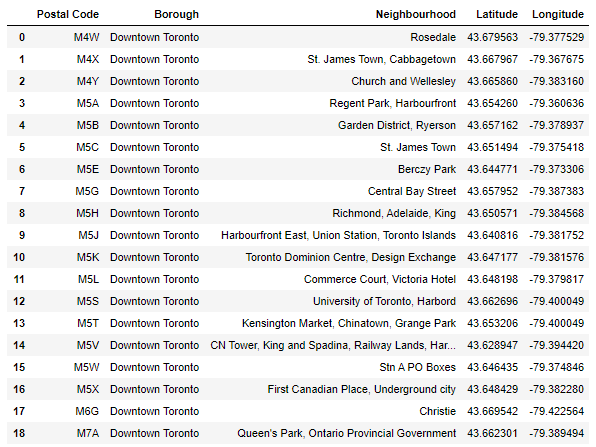 Postal Code Borough Neighbourhood Latitude Longitude
0 M4W Downtown Toronto Rosedale 43.679563 -79.377529
1 M4X Downtown Toronto St. James Town, Cabbagetown 43.667967 -79.367675
2 M4Y Downtown Toronto Church and Wellesley 43.665860 -79.383160
3 M5A Downtown Toronto Regent Park, Harbourfront 43.654260 -79.360636
4 M5B Downtown Toronto Garden District, Ryerson 43.657162 -79.378937
5 M5C Downtown Toronto St. James Town 43.651494 -79.375418
6 M5E Downtown Toronto Berczy Park 43.644771 -79.373306
7 M5G Downtown Toronto Central Bay Street 43.657952 -79.387383
8 M5H Downtown Toronto Richmond, Adelaide, King 43.650571 -79.384568
9 M5J Downtown Toronto Harbourfront East, Union Station, Toronto Islands 43.640816 -79.381752
10 M5K Downtown Toronto Toronto Dominion Centre, Design Exchange 43.647177 -79.381576
11 M5L Downtown Toronto Commerce Court, Victoria Hotel 43.648198 -79.379817
12 M5S Downtown Toronto University of Toronto, Harbord 43.662696 -79.400049
13 M5T Downtown Toronto Kensington Market, Chinatown, Grange Park 43.653206 -79.400049
14 M5V Downtown Toronto CN Tower, King and Spadina, Railway Lands, Har... 43.628947 -79.394420
15 M5W Downtown Toronto Stn A PO Boxes 43.646435 -79.374846
16 M5X Downtown Toronto First Canadian Place, Underground city 43.648429 -79.382280
17 M6G Downtown Toronto Christie 43.669542 -79.422564
18 M7A Downtown Toronto Queen's Park, Ontario Provincial Government 43.662301 -79.389494